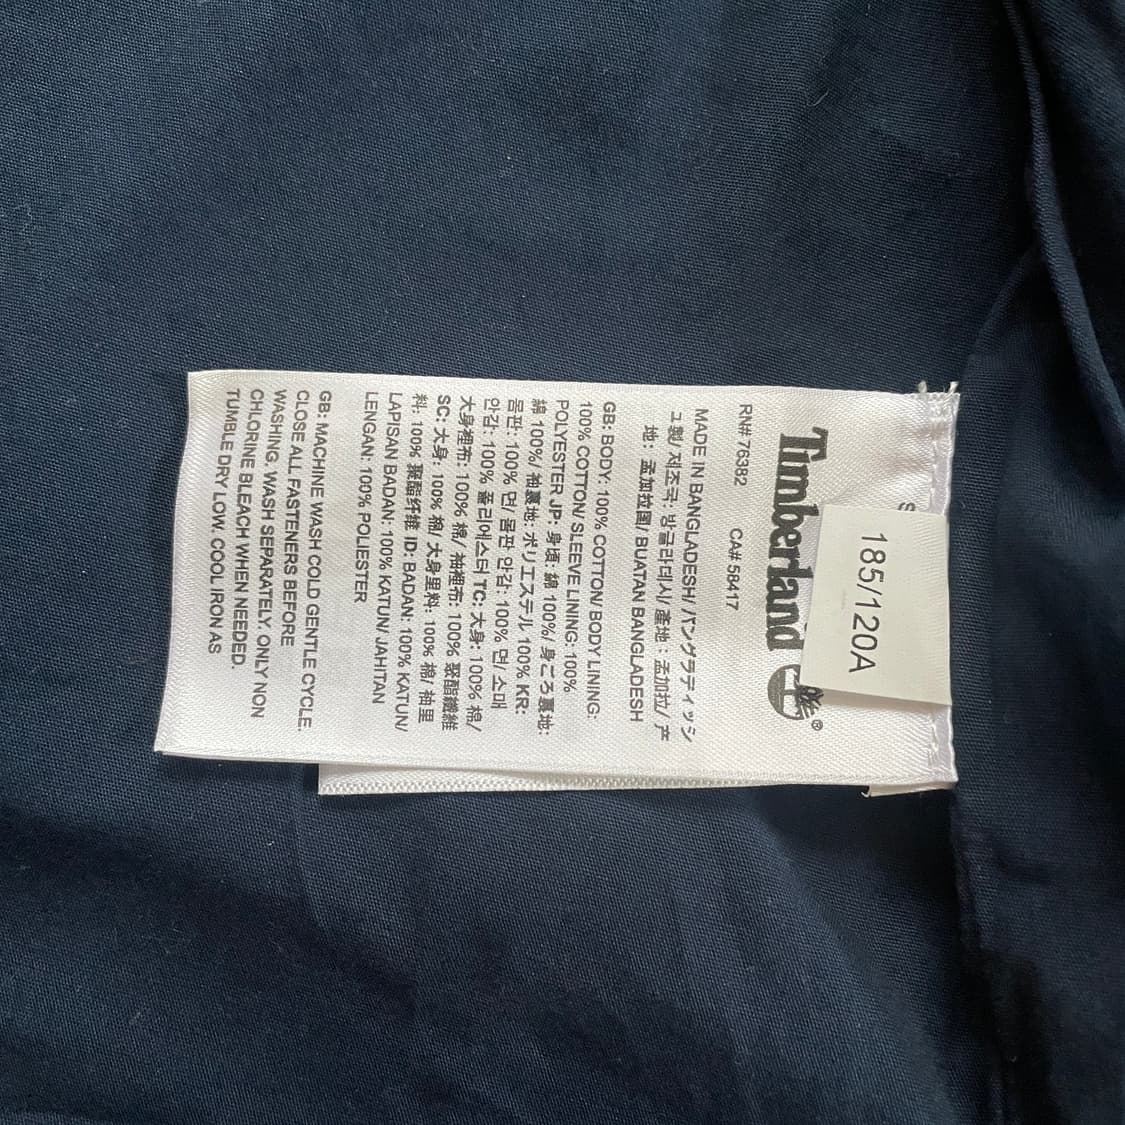 185/120A
S
Timberland®
RN# 76382 CA# 58417
MADE IN BANGLADESH/ バングラディッシ
ュ製/ 제조국: 방글라데시/ 產地：孟加拉/ 产
地：孟加拉国/ BUATAN BANGLADESH
GB: BODY: 100% COTTON/ BODY LINING:
100% COTTON/ SLEEVE LINING: 100%
POLYESTER JP: 身頃: 綿 100%/ 身ごろ裏地:
綿 100%/ 袖裏地: ポリエステル 100% KR:
몸판: 100% 면/ 몸판 안감: 100% 면/ 소매
안감: 100% 폴리에스터 TC: 大身: 100% 棉/
大身裡布: 100% 棉/ 袖裡布: 100% 聚酯纖維
SC: 大身: 100% 棉/ 大身里料: 100% 棉/ 袖里
料: 100% 聚酯纤维 ID: BADAN: 100% KATUN/
LAPISAN BADAN: 100% KATUN/ JAHITAN
LENGAN: 100% POLIESTER
GB: MACHINE WASH COLD GENTLE CYCLE.
CLOSE ALL FASTENERS BEFORE
WASHING. WASH SEPARATELY. ONLY NON
CHLORINE BLEACH WHEN NEEDED.
TUMBLE DRY LOW. COOL IRON AS